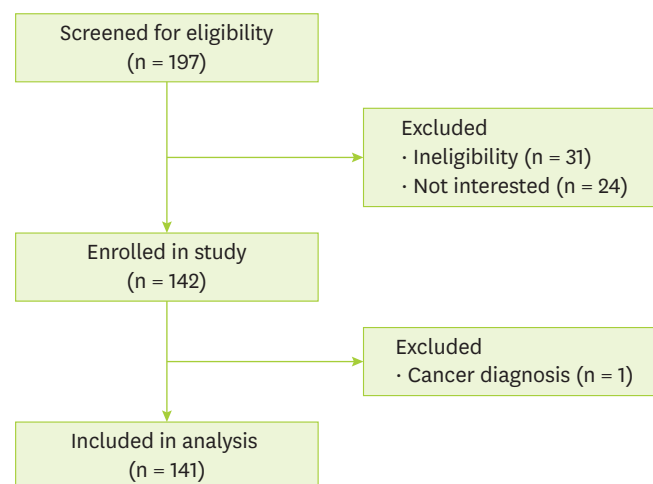 Screened for eligibility
(n = 197)
Excluded
· Ineligibility (n = 31)
· Not interested (n = 24)
Enrolled in study
(n = 142)
Excluded
· Cancer diagnosis (n = 1)
Included in analysis
(n = 141)